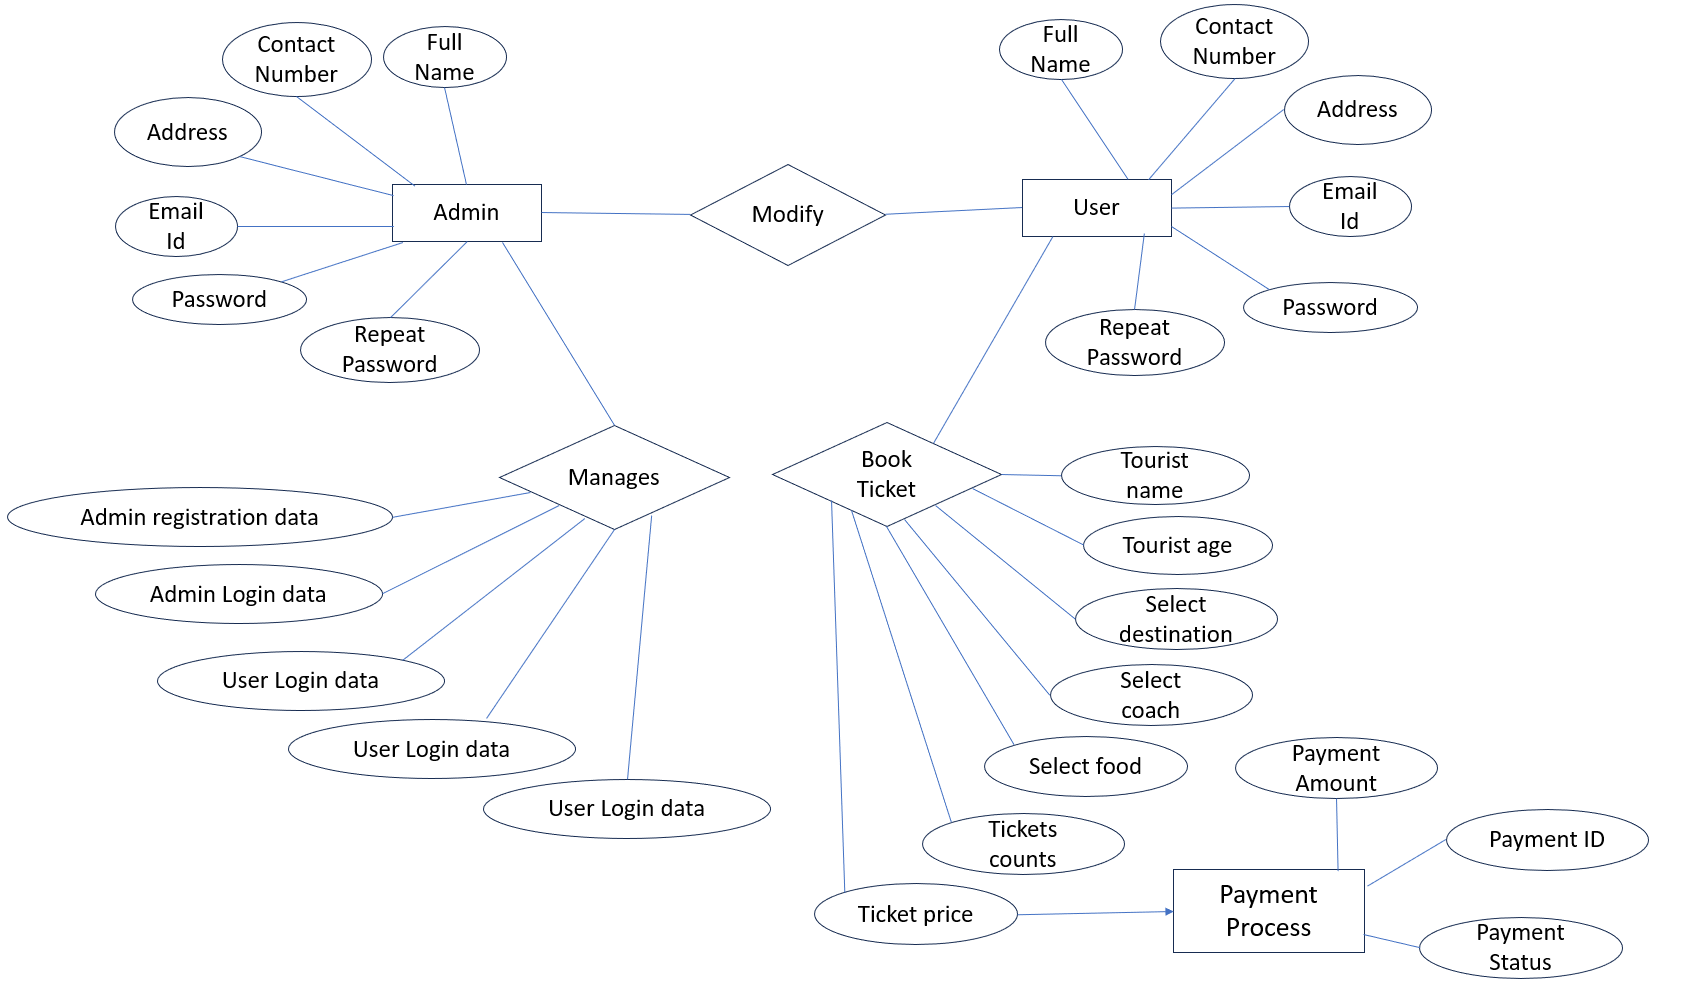 Contact
Number
Full
Name
Address
Email
Id
Password
Repeat
Password
Admin
Modify
Full
Name
Contact
Number
Address
Email
Id
Password
Repeat
Password
User
Manages
Admin registration data
Admin Login data
User Login data
User Login data
User Login data
Book
Ticket
Tourist
name
Tourist age
Select
destination
Select
coach
Select food
Tickets
counts
Ticket price
Payment
Amount
Payment ID
Payment
Process
Payment
Status